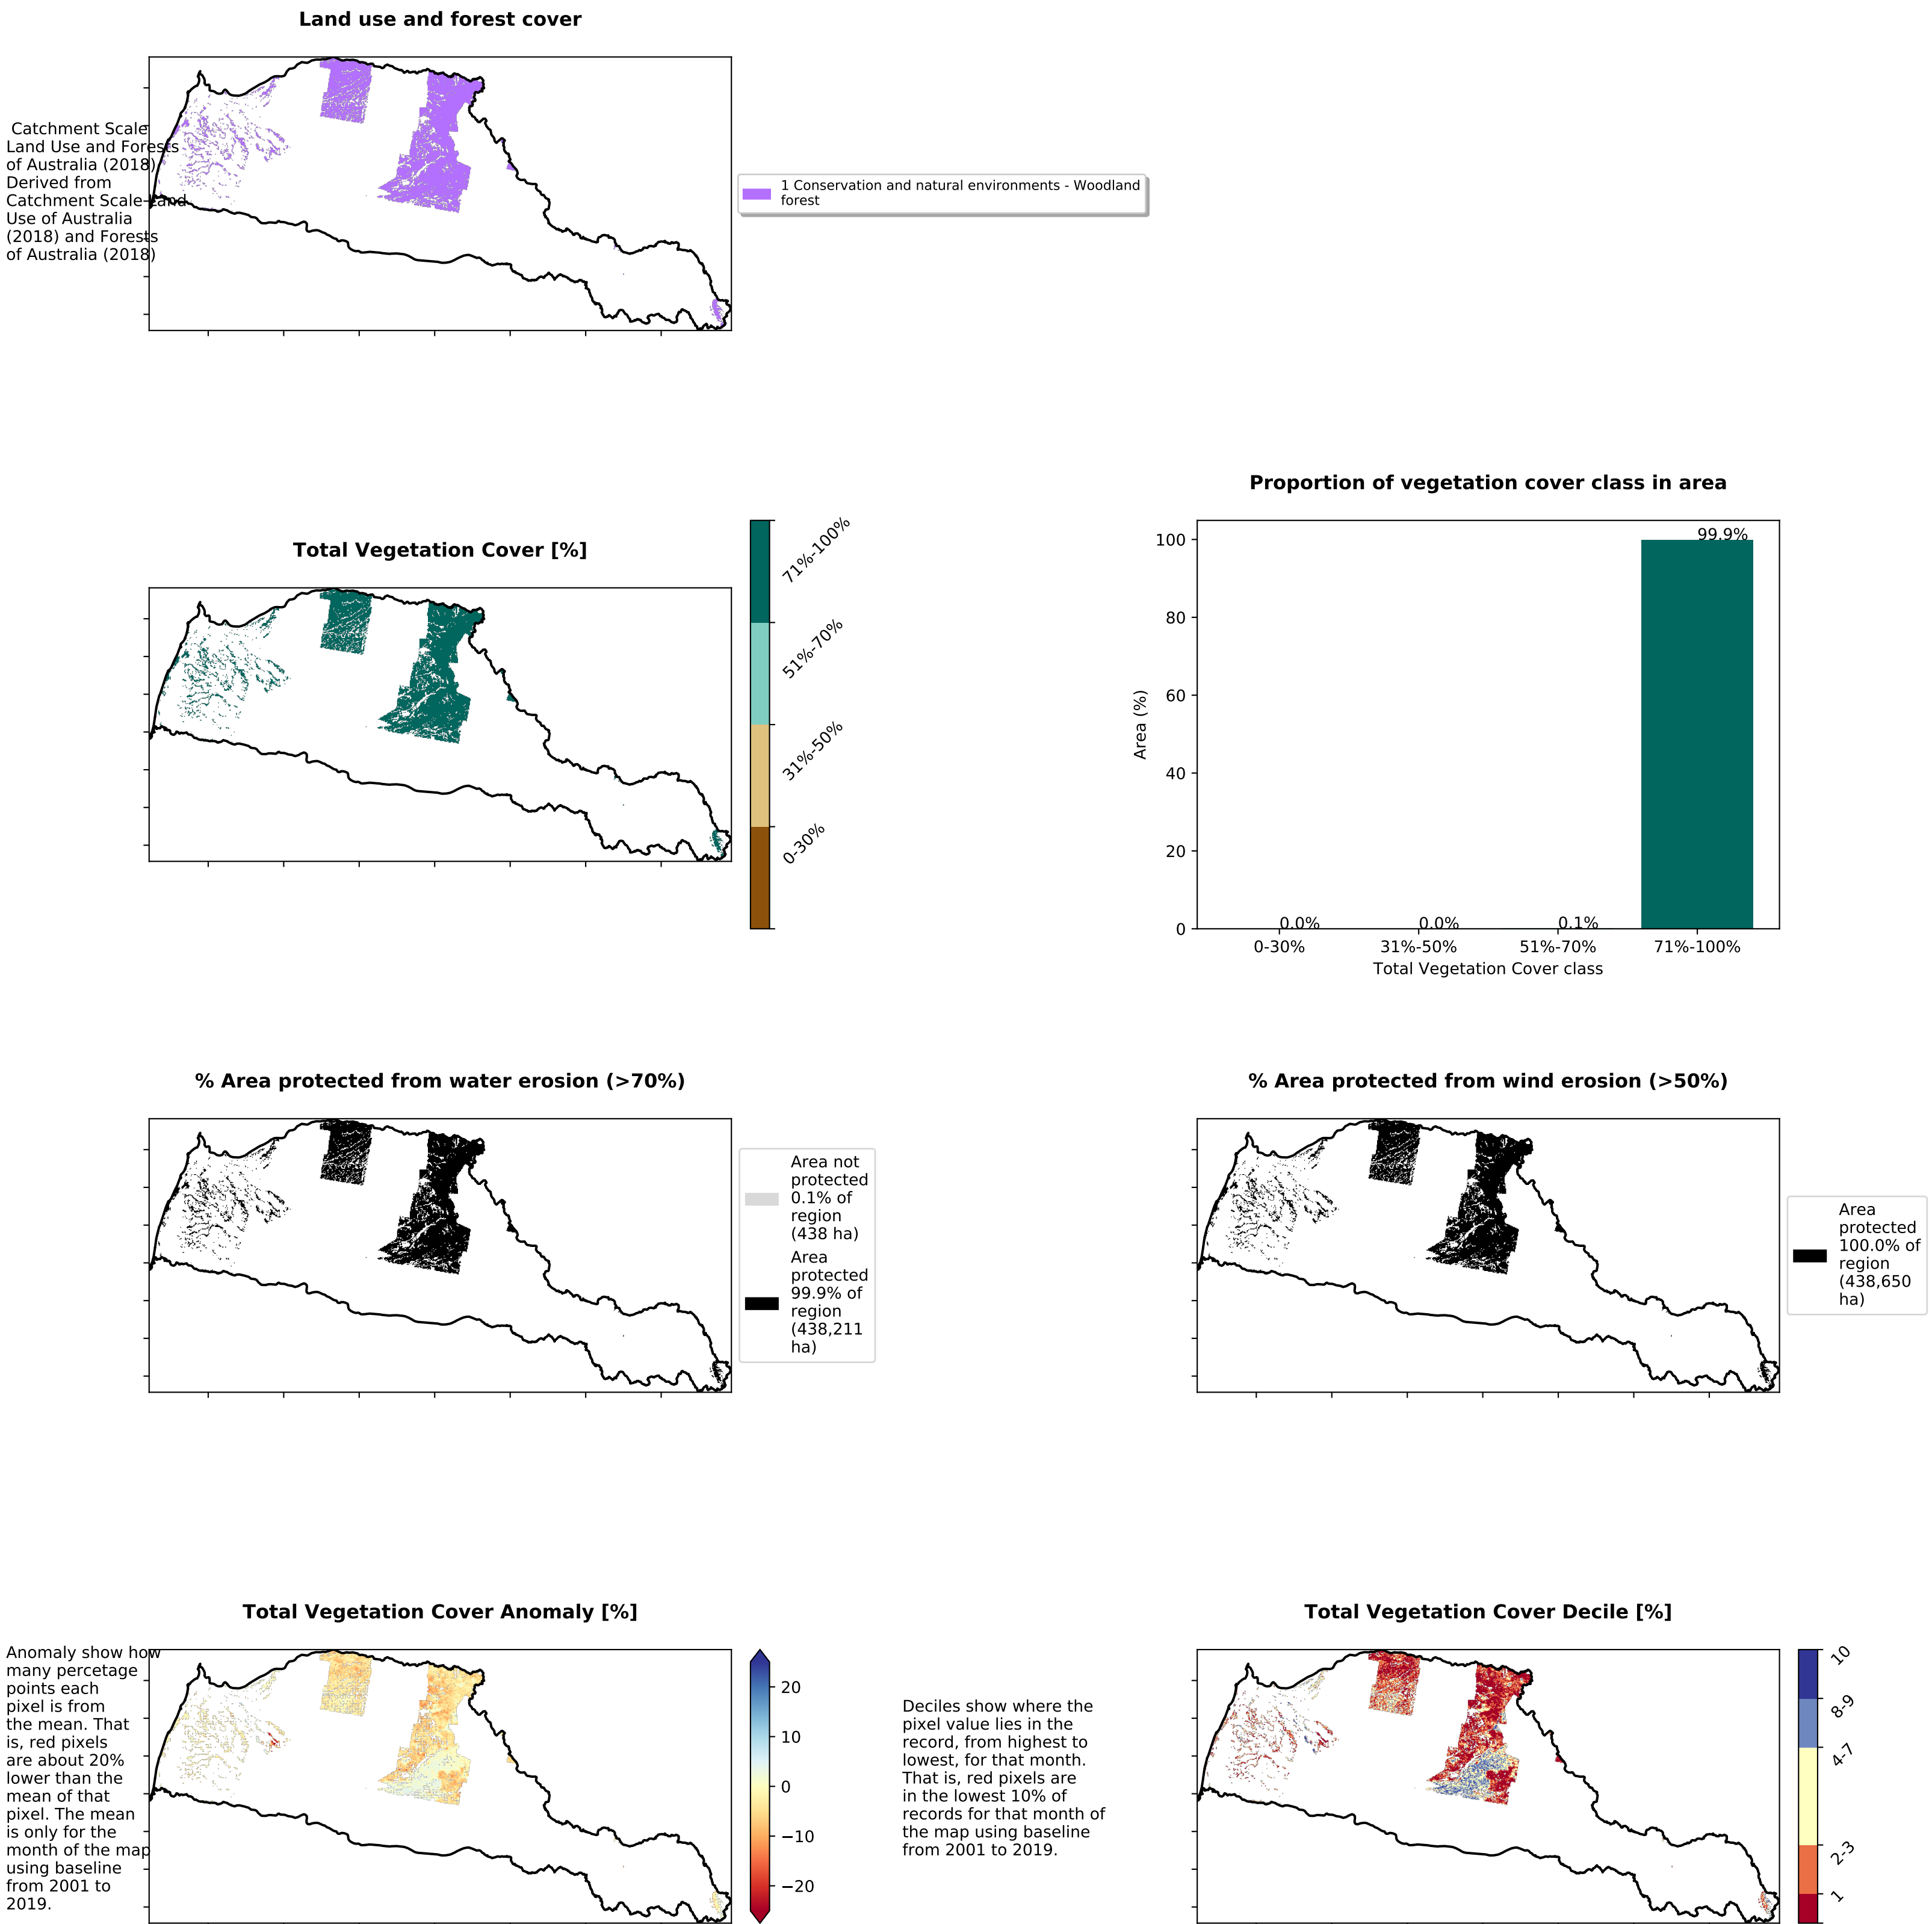 Land use and forest cover
Catchment Scale
Land Use and Forests
of Australia (2018)
Derived from
Catchment Scale Land
Use of Australia
(2018) and Forests
of Australia (2018)
1 Conservation and natural environments - Woodland
forest
Total Vegetation Cover [%]
71%-100%
51%-70%
31%-50%
0-30%
Proportion of vegetation cover class in area
Area (%)
100
80
60
40
20
0
0.0%
0.0%
0.1%
99.9%
0-30%
31%-50%
51%-70%
71%-100%
Total Vegetation Cover class
% Area protected from water erosion (>70%)
Area not
protected
0.1% of
region
(438 ha)
Area
protected
99.9% of
region
(438,211
ha)
% Area protected from wind erosion (>50%)
Area
protected
100.0% of
region
(438,650
ha)
Total Vegetation Cover Anomaly [%]
Anomaly show how
many percetage
points each
pixel is from
the mean. That
is, red pixels
are about 20%
lower than the
mean of that
pixel. The mean
is only for the
month of the map
using baseline
from 2001 to
2019.
20
10
0
−10
−20
Total Vegetation Cover Decile [%]
Deciles show where the
pixel value lies in the
record, from highest to
lowest, for that month.
That is, red pixels are
in the lowest 10% of
records for that month of
the map using baseline
from 2001 to 2019.
10
8-9
4-7
2-3
1